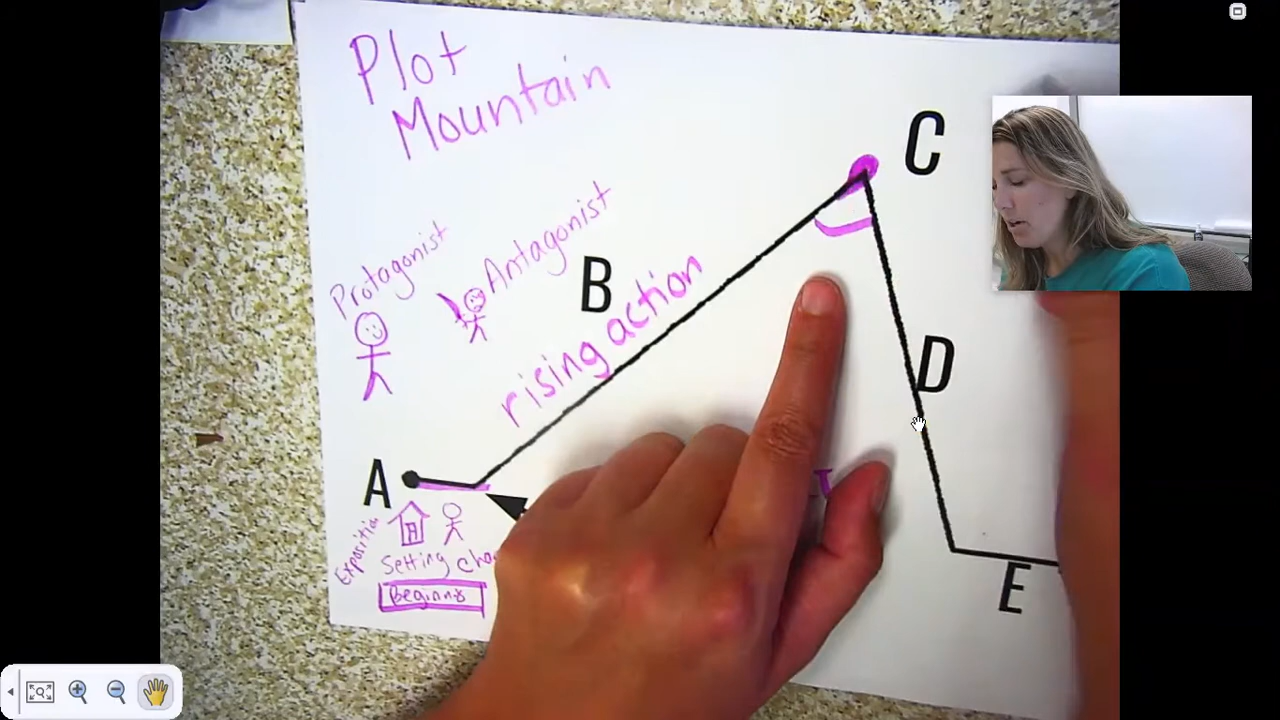 Plot
Mountain
C
Protagonist
Antagonist
B
rising action
D
A
Exposition
Setting
E